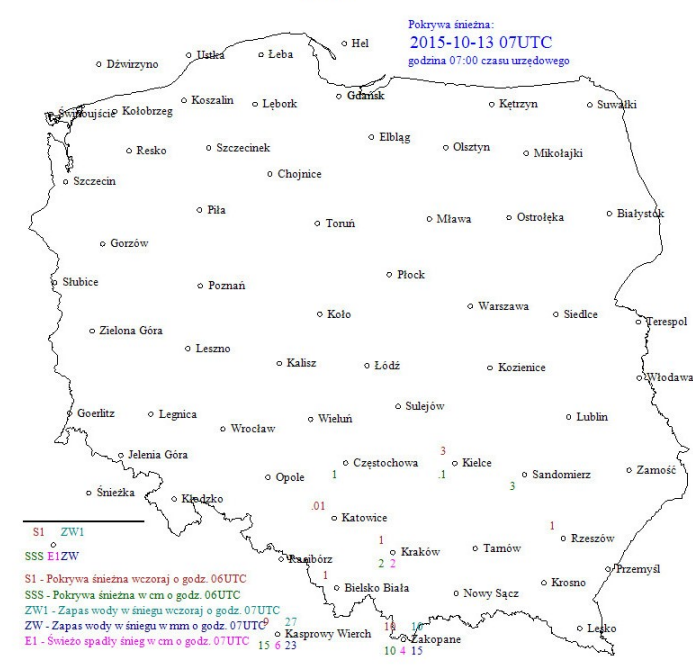 Pokrywa śnieżna:
2015-10-13 07UTC
godzina 07:00 czasu urzędowego
Hel
Ustka
Łeba
Dźwirzyno
Gdańsk
Koszalin
Lębork
Kętrzyn
Suwałki
Świnoujście
Kołobrzeg
Elbląg
Resko
Szczecinek
Olsztyn
Mikołajki
Szczecin
Chojnice
Piła
Toruń
Mława
Ostrołęka
Białystok
Gorzów
Płock
Słubice
Poznań
Warszawa
Koło
Siedlce
Terespol
Zielona Góra
Leszno
Kalisz
Łódź
Kozienice
Włodawa
Sulejów
Goerlitz
Legnica
Wieluń
Lublin
Wrocław
3
Jelenia Góra
Częstochowa
Kielce
1
.1
Opole
Sandomierz
Zamość
3
Śnieżka
Kłodzko
.01
Katowice
1
S1 ZW1
1
Rzeszów
Kraków
Tarnów
SSS E1ZW
Racibórz
2 2
Przemyśl
S1 - Pokrywa śnieżna wczoraj o godz. 06UTC
1
Bielsko Biała
Krosno
Nowy Sącz
SSS - Pokrywa śnieżna w cm o godz. 06UTC
ZW1 - Zapas wody w śniegu wczoraj o godz. 07UTC
9 27
ZW - Zapas wody w śniegu w mm o godz. 07UTC
Kasprowy Wierch
Zakopane
Lesko
E1 - Świeżo spadły śnieg w cm o godz. 07UTC
15 6 23
10 4 15